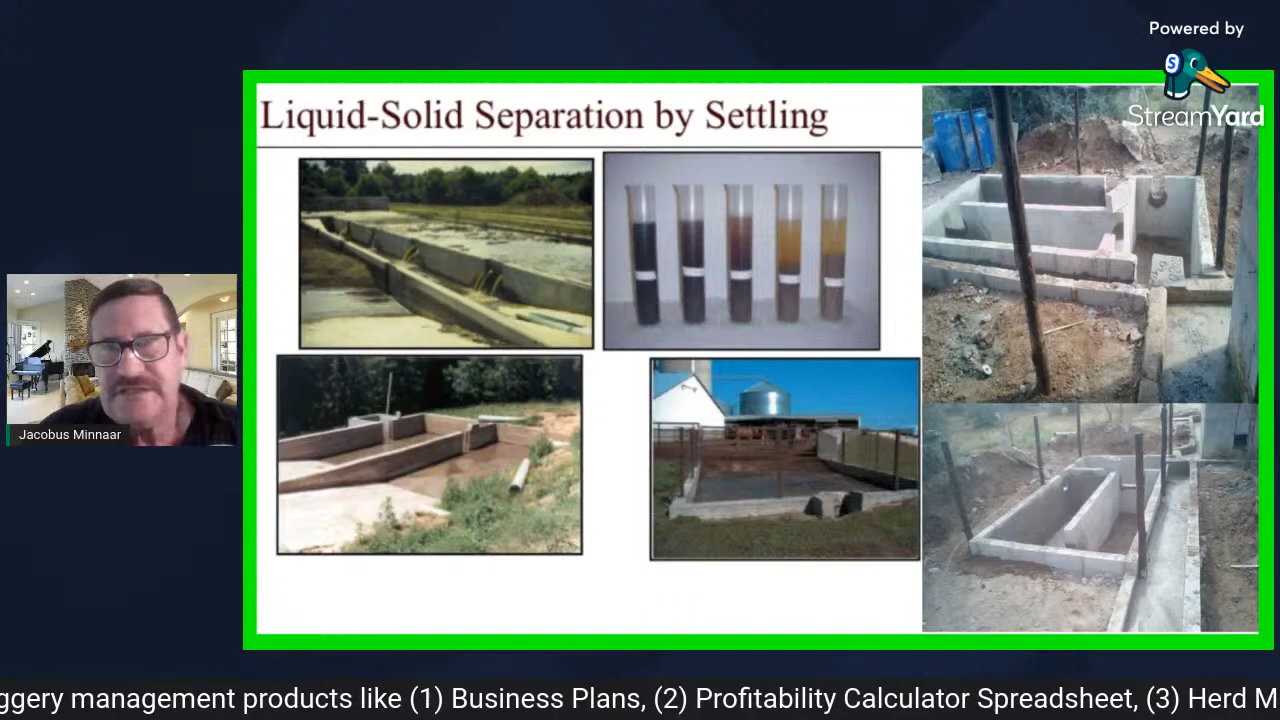 Powered by
StreamYard
Liquid-Solid Separation by Settling
Jacobus Minnaar
ggery management products like (1) Business Plans, (2) Profitability Calculator Spreadsheet, (3) Herd M